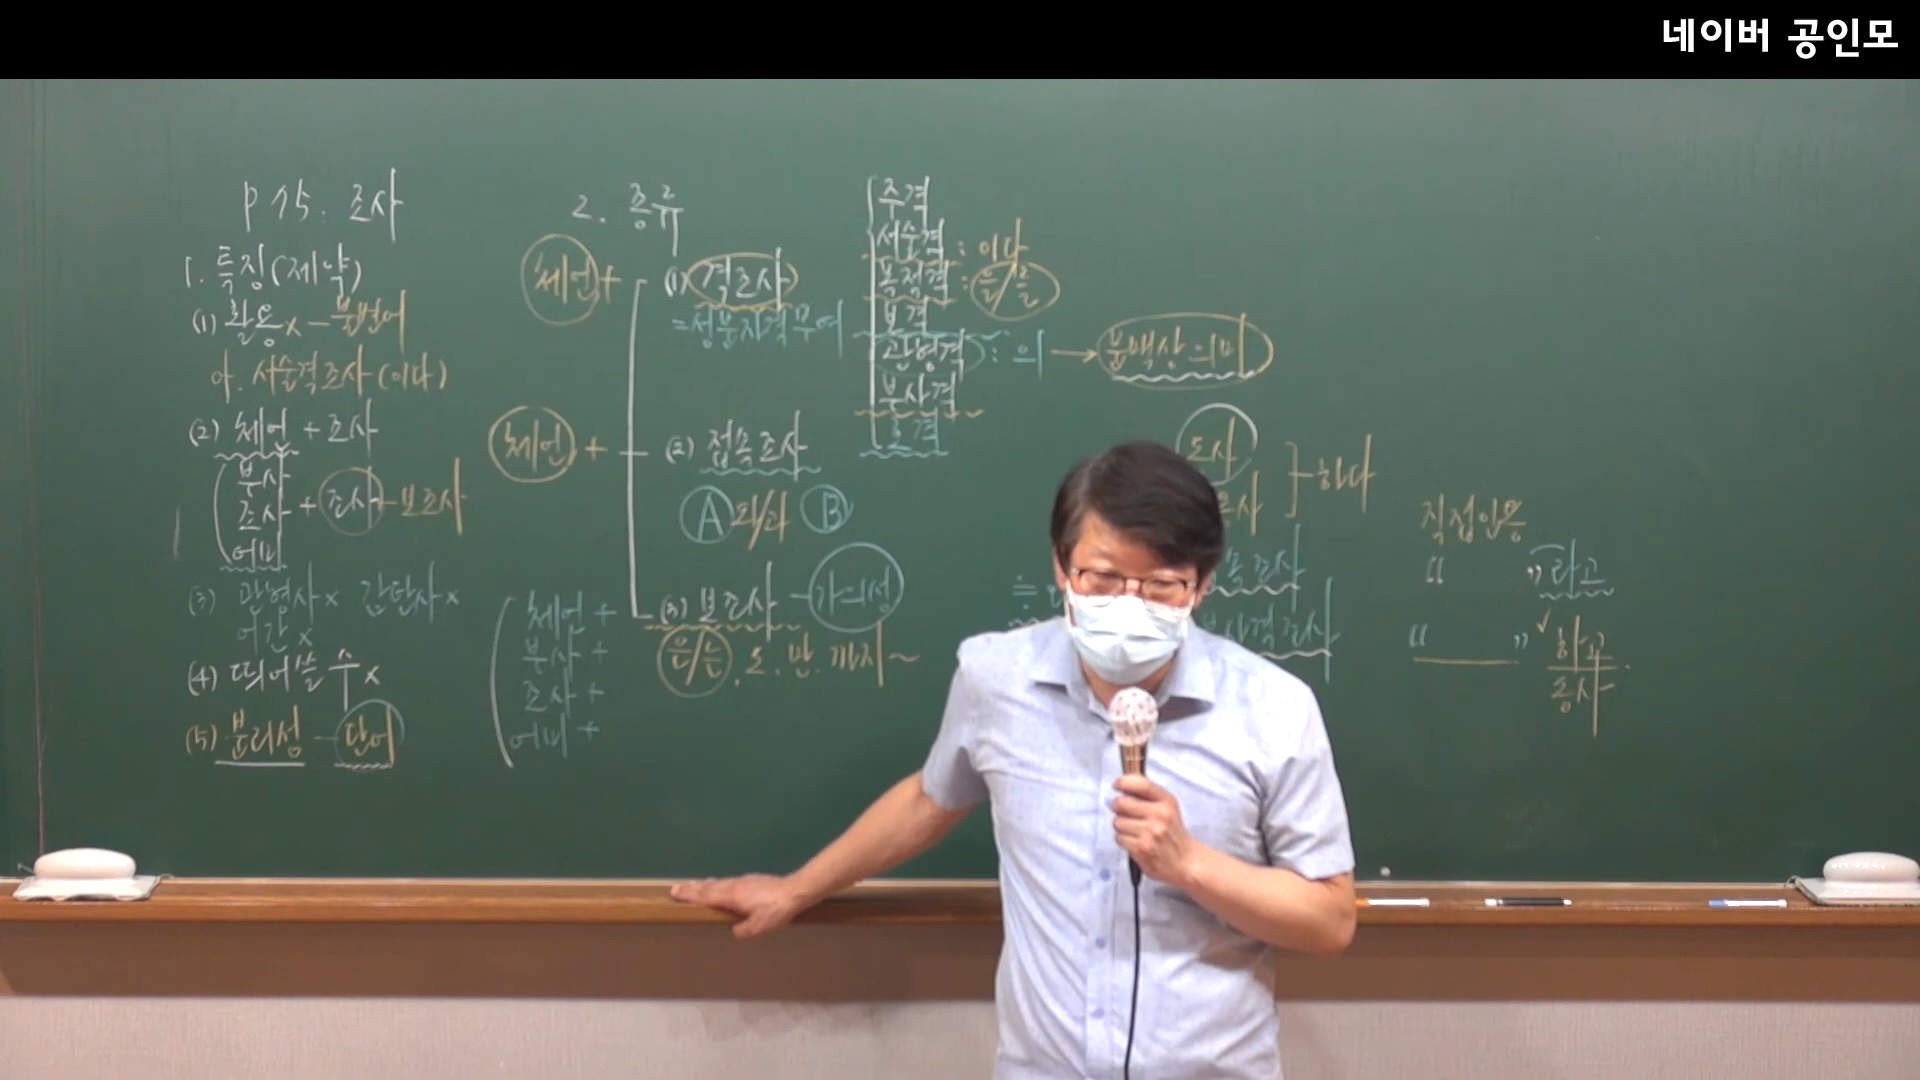 네이버 공인모
P 15. 조사
1. 특징(제약)
(1) 활용x - 불변어
아. 서술격조사(이다)
(2) 체언 + 조사
부사
조사 + 조사 - 보조사
어미
(3) 관형사x 감탄사x
어간x
(4) 띄어쓸 수 x
(5) 분리성 - 단어
2. 종류
체언 +
(1) 격조사
=성분자격부여
주격
서술격 : 이다
목적격 : 을/를
보격
관형격 : 의 → 문맥상 의미
부사격
호격
체언 +
(2) 접속조사
A 와/과 B
(3) 보조사 - 가의성
은/는, 도, 만, 까지~
체언 +
부사 +
조사 +
어미 +
하다
부사격조사
직접인용
“ ”라고
“ ” 하고
동사